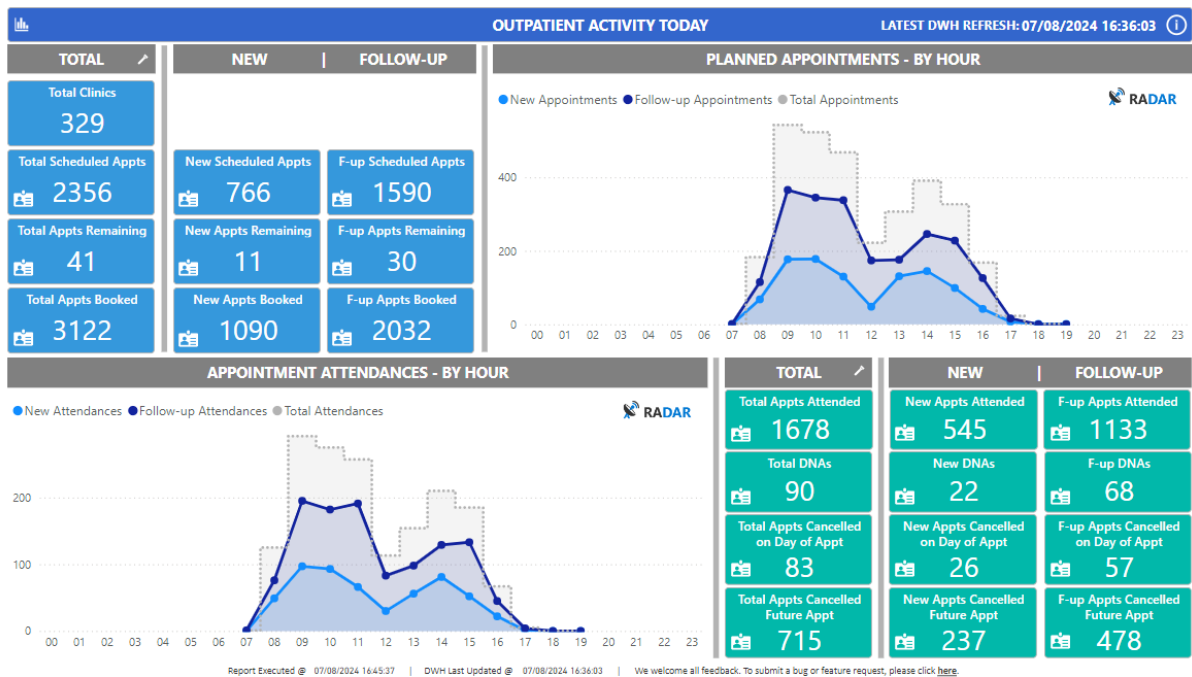 OUTPATIENT ACTIVITY TODAY
LATEST DWH REFRESH: 07/08/2024 16:36:03
TOTAL
NEW | FOLLOW-UP
Total Clinics
329
Total Scheduled Appts
2356
New Scheduled Appts
766
F-up Scheduled Appts
1590
Total Appts Remaining
41
New Appts Remaining
11
F-up Appts Remaining
30
Total Appts Booked
3122
New Appts Booked
1090
F-up Appts Booked
2032
PLANNED APPOINTMENTS - BY HOUR
New Appointments Follow-up Appointments Total Appointments
RADAR
400
200
0
00 01 02 03 04 05 06 07 08 09 10 11 12 13 14 15 16 17 18 19 20 21 22 23
APPOINTMENT ATTENDANCES - BY HOUR
New Attendances Follow-up Attendances Total Attendances
RADAR
200
100
0
00 01 02 03 04 05 06 07 08 09 10 11 12 13 14 15 16 17 18 19 20 21 22 23
TOTAL
NEW | FOLLOW-UP
Total Appts Attended
1678
New Appts Attended
545
F-up Appts Attended
1133
Total DNAs
90
New DNAs
22
F-up DNAs
68
Total Appts Cancelled
on Day of Appt
83
New Appts Cancelled
on Day of Appt
26
F-up Appts Cancelled
on Day of Appt
57
Total Appts Cancelled
Future Appt
715
New Appts Cancelled
Future Appt
237
F-up Appts Cancelled
Future Appt
478
Report Executed @ 07/08/2024 16:45:37 | DWH Last Updated @ 07/08/2024 16:36:03 | We welcome all feedback. To submit a bug or feature request, please click here.